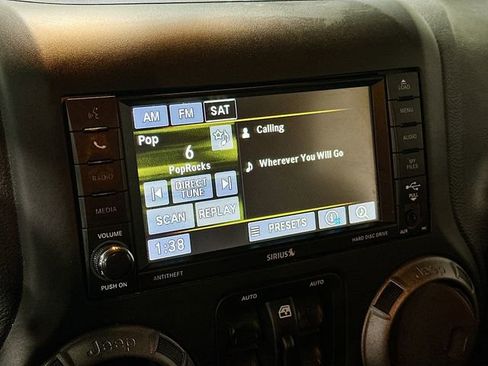 LOAD
MENU
AUDIO
MY FILES
PULL
AUX
RADIO
MEDIA
VOLUME
PUSH ON
ANTITHEFT
SIRIUS
HARD DISC DRIVE
AM FM SAT
Pop
6
PopRocks
DIRECT TUNE
SCAN REPLAY
1:38
Calling
Wherever You Will Go
PRESETS
AUTO AUTO
Jeep
Jeep